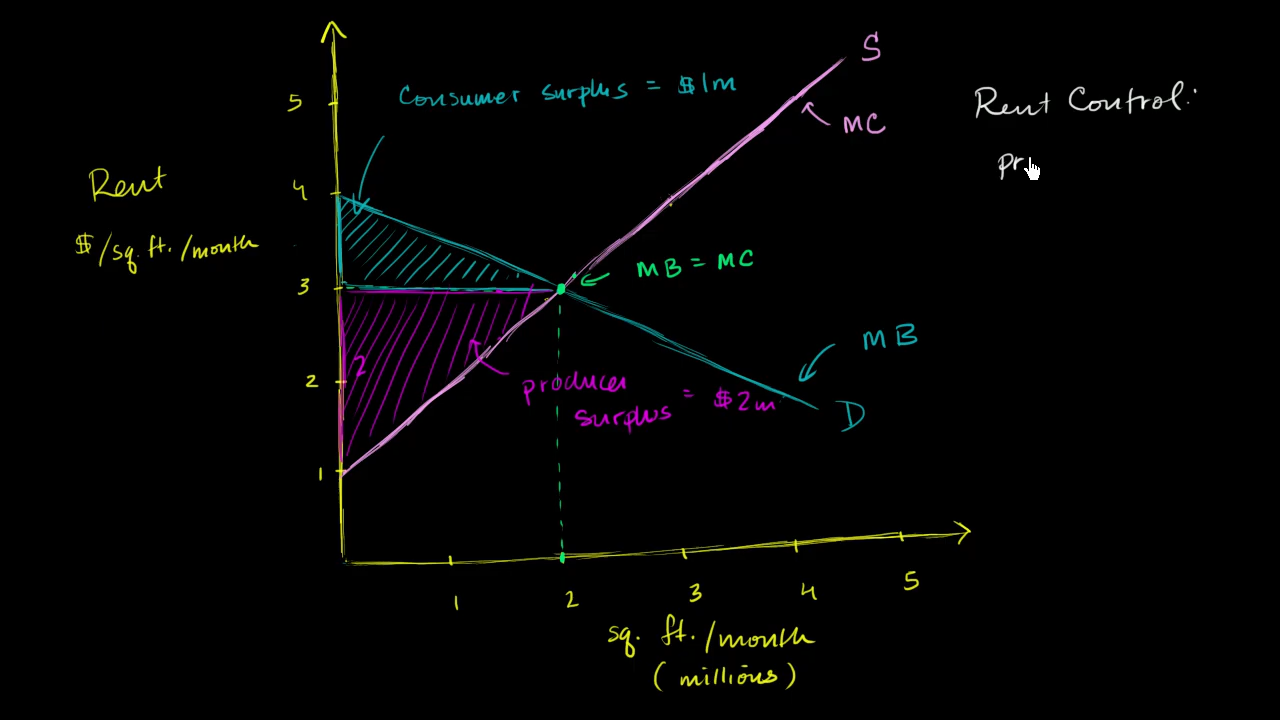 Consumer surplus = $1m
S
MC
Rent Control:
pr
Rent
$/sq.ft./month
5
4
3
2
1
MB = MC
MB
D
2
producer
surplus = $2m
1 2 3 4 5
sq. ft./month
(millions)